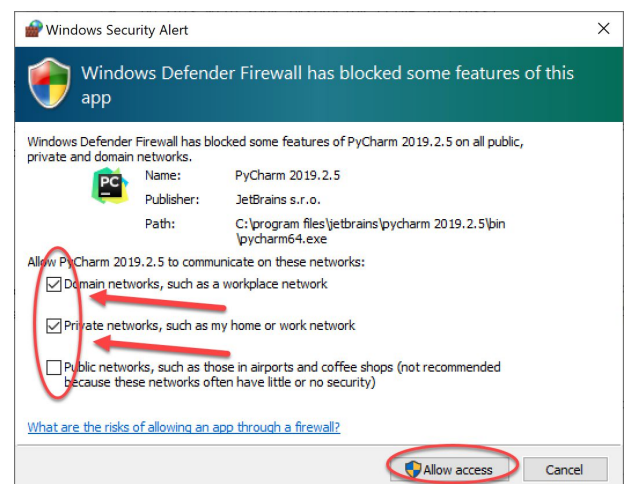 Windows Security Alert
Windows Defender Firewall has blocked some features of this
app
Windows Defender Firewall has blocked some features of PyCharm 2019.2.5 on all public,
private and domain networks.
PC
Name: PyCharm 2019.2.5
Publisher: JetBrains s.r.o.
Path: C:\program files\jetbrains\pycharm 2019.2.5\bin
\pycharm64.exe
Allow PyCharm 2019.2.5 to communicate on these networks:
Domain networks, such as a workplace network
Private networks, such as my home or work network
Public networks, such as those in airports and coffee shops (not recommended
because these networks often have little or no security)
What are the risks of allowing an app through a firewall?
Allow access Cancel